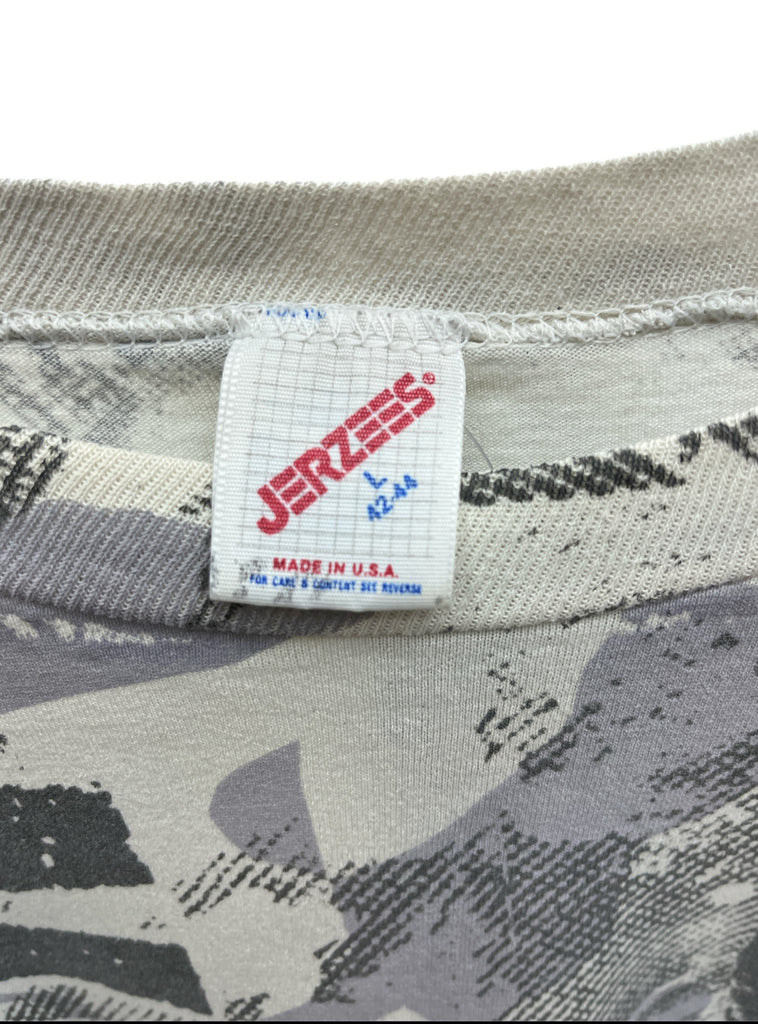 JERZEES®
L
42-44
MADE IN U.S.A.
FOR CARE & CONTENT SEE REVERSE